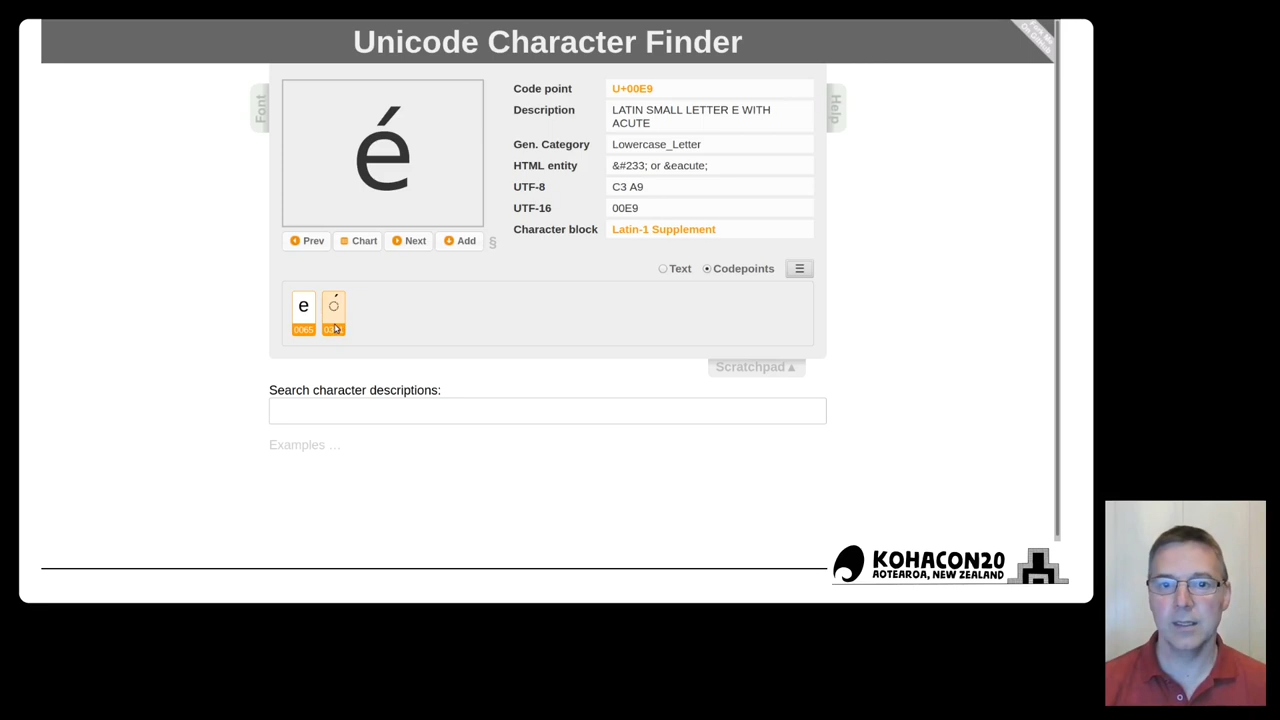 Unicode Character Finder
Font
Help
é
Code point U+00E9
Description LATIN SMALL LETTER E WITH
ACUTE
Gen. Category Lowercase_Letter
HTML entity &#233; or &eacute;
UTF-8 C3 A9
UTF-16 00E9
Character block Latin-1 Supplement
Prev Chart Next Add §
Text Codepoints ☰
e ◌́
0065
Scratchpad▲
Search character descriptions:
Examples …
KOHACON20
AOTEAROA, NEW ZEALAND